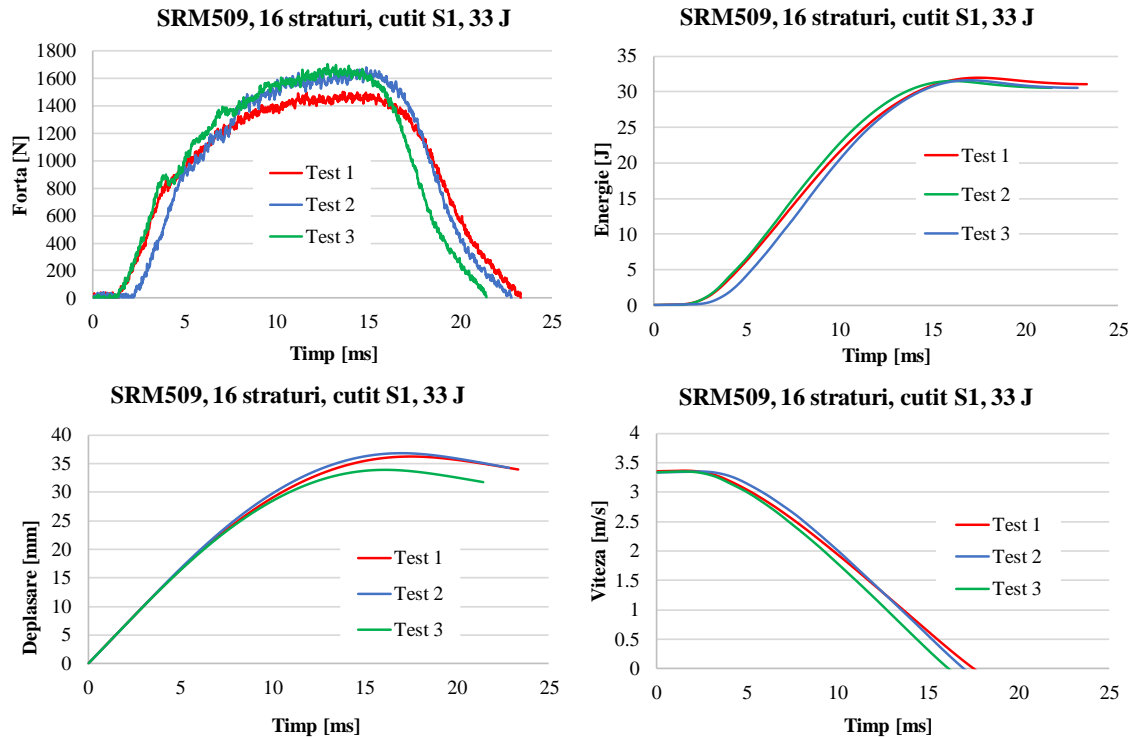 SRM509, 16 straturi, cutit S1, 33 J
1800
1600
1400
1200
1000
800
600
400
200
0
Forta [N]
Test 1
Test 2
Test 3
0 5 10 15 20 25
Timp [ms]
SRM509, 16 straturi, cutit S1, 33 J
35
30
25
20
15
10
5
0
Energie [J]
Test 1
Test 2
Test 3
0 5 10 15 20 25
Timp [ms]
SRM509, 16 straturi, cutit S1, 33 J
40
35
30
25
20
15
10
5
0
Deplasare [mm]
Test 1
Test 2
Test 3
0 5 10 15 20 25
Timp [ms]
SRM509, 16 straturi, cutit S1, 33 J
4
3.5
3
2.5
2
1.5
1
0.5
0
Viteza [m/s]
Test 1
Test 2
Test 3
0 5 10 15 20 25
Timp [ms]